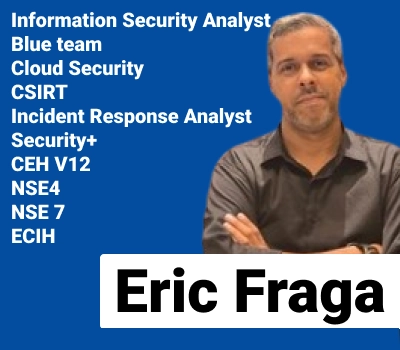 Information Security Analyst
Blue team
Cloud Security
CSIRT
Incident Response Analyst
Security+
CEH V12
NSE4
NSE 7
ECIH
Eric Fraga